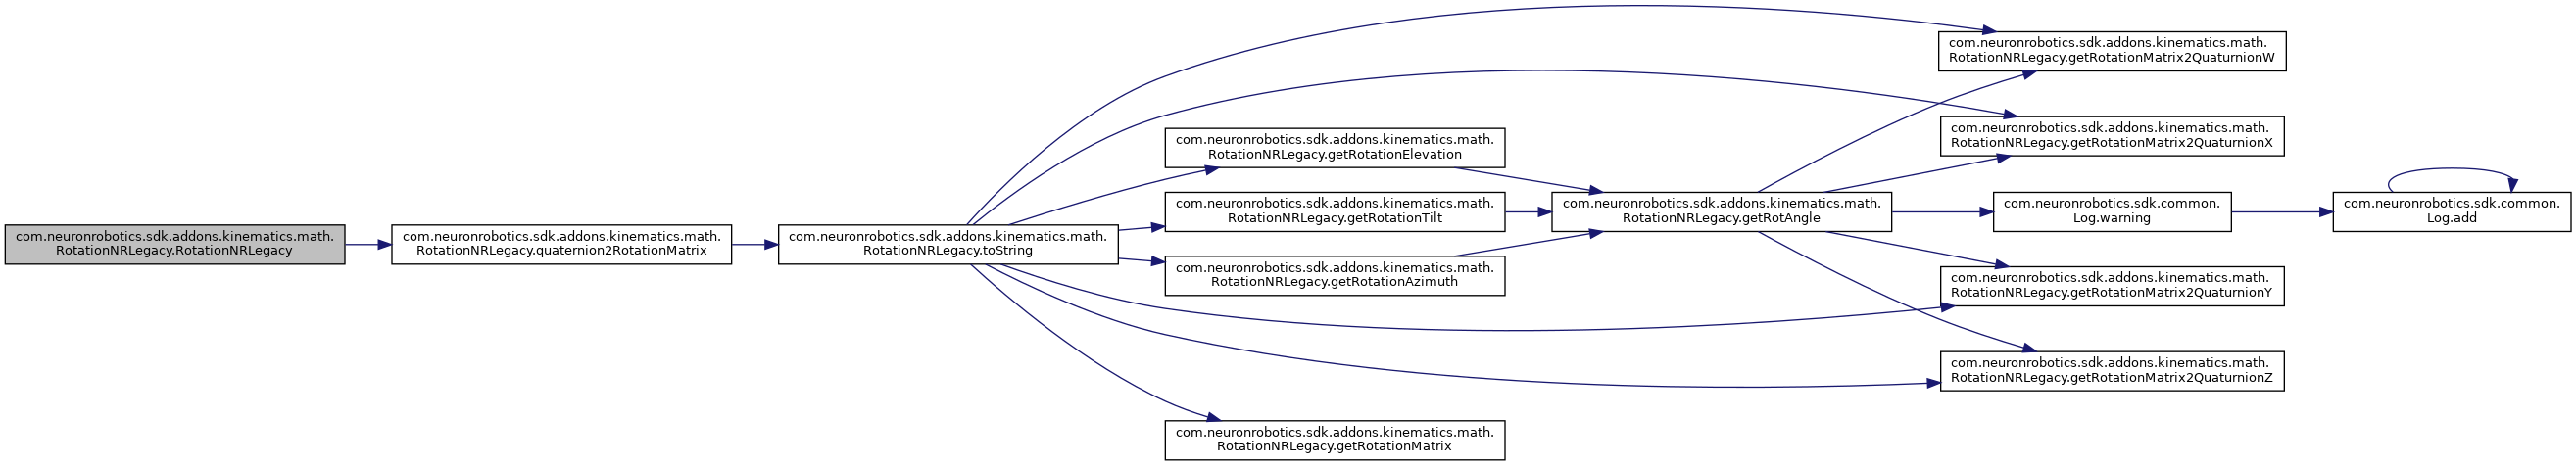 com.neuronrobotics.sdk.addons.kinematics.math.
RotationNRLegacy.RotationNRLegacy
com.neuronrobotics.sdk.addons.kinematics.math.
RotationNRLegacy.quaternion2RotationMatrix
com.neuronrobotics.sdk.addons.kinematics.math.
RotationNRLegacy.toString
com.neuronrobotics.sdk.addons.kinematics.math.
RotationNRLegacy.getRotationElevation
com.neuronrobotics.sdk.addons.kinematics.math.
RotationNRLegacy.getRotationTilt
com.neuronrobotics.sdk.addons.kinematics.math.
RotationNRLegacy.getRotationAzimuth
com.neuronrobotics.sdk.addons.kinematics.math.
RotationNRLegacy.getRotationMatrix
com.neuronrobotics.sdk.addons.kinematics.math.
RotationNRLegacy.getRotAngle
com.neuronrobotics.sdk.addons.kinematics.math.
RotationNRLegacy.getRotationMatrix2QuaturnionW
com.neuronrobotics.sdk.addons.kinematics.math.
RotationNRLegacy.getRotationMatrix2QuaturnionX
com.neuronrobotics.sdk.common.
Log.warning
com.neuronrobotics.sdk.addons.kinematics.math.
RotationNRLegacy.getRotationMatrix2QuaturnionY
com.neuronrobotics.sdk.addons.kinematics.math.
RotationNRLegacy.getRotationMatrix2QuaturnionZ
com.neuronrobotics.sdk.common.
Log.add